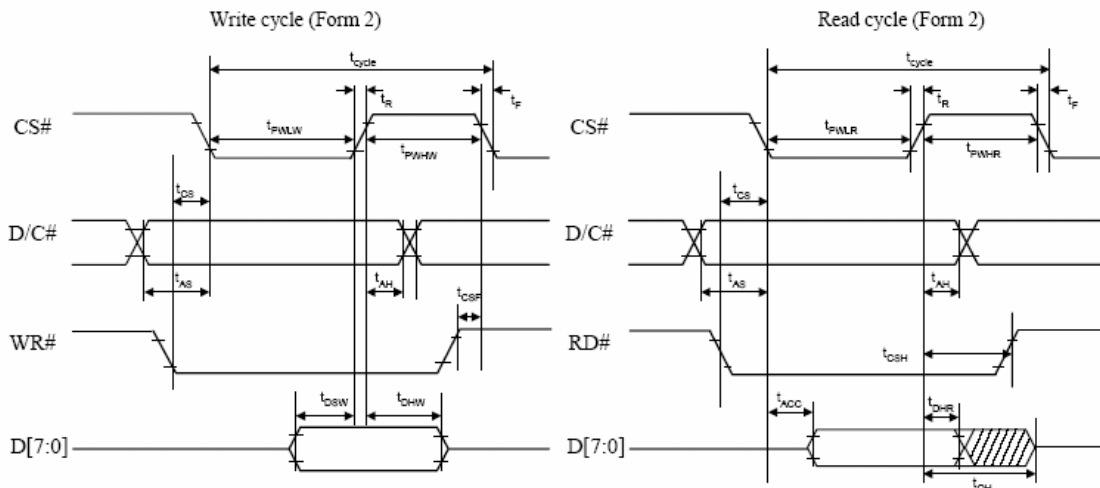 Write cycle (Form 2)
tcycle
tR
tF
CS#
tPWLW
tPWHW
tCS
D/C#
tAS
tAH
tCSF
WR#
tDSW
tDHW
D[7:0]
Read cycle (Form 2)
tcycle
tR
tF
CS#
tPWLR
tPWHR
tCS
D/C#
tAS
tAH
RD#
tCSH
tACC
tDHR
D[7:0]